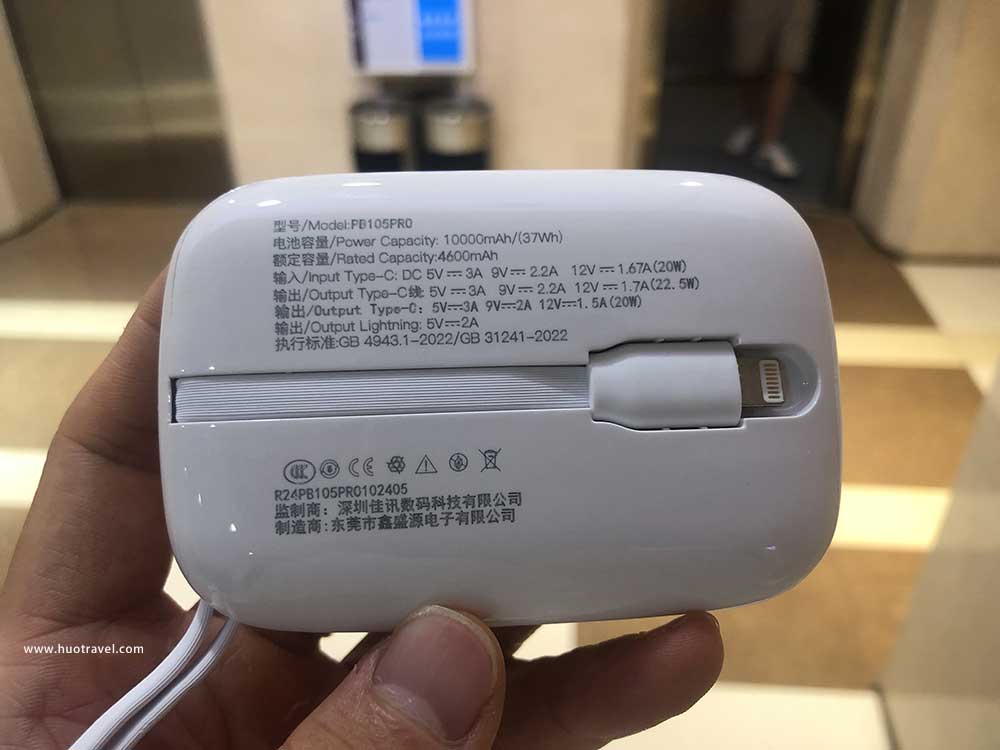 型号/Model:PB105PRO
电池容量/Power Capacity: 10000mAh/(37Wh)
额定容量/Rated Capacity:4600mAh
输入/Input Type-C: DC 5V⎓3A 9V⎓2.2A 12V⎓1.67A(20W)
输出/Output Type-C线: 5V⎓3A 9V⎓2.2A 12V⎓1.7A(22.5W)
输出/Output Type-C: 5V⎓3A 9V⎓2A 12V⎓1.5A(20W)
输出/Output Lightning: 5V⎓2A
执行标准:GB 4943.1-2022/GB 31241-2022
CE
R24PB105PRO102405
监制商: 深圳佳讯数码科技有限公司
制造商:东莞市鑫盛源电子有限公司
www.huotravel.com